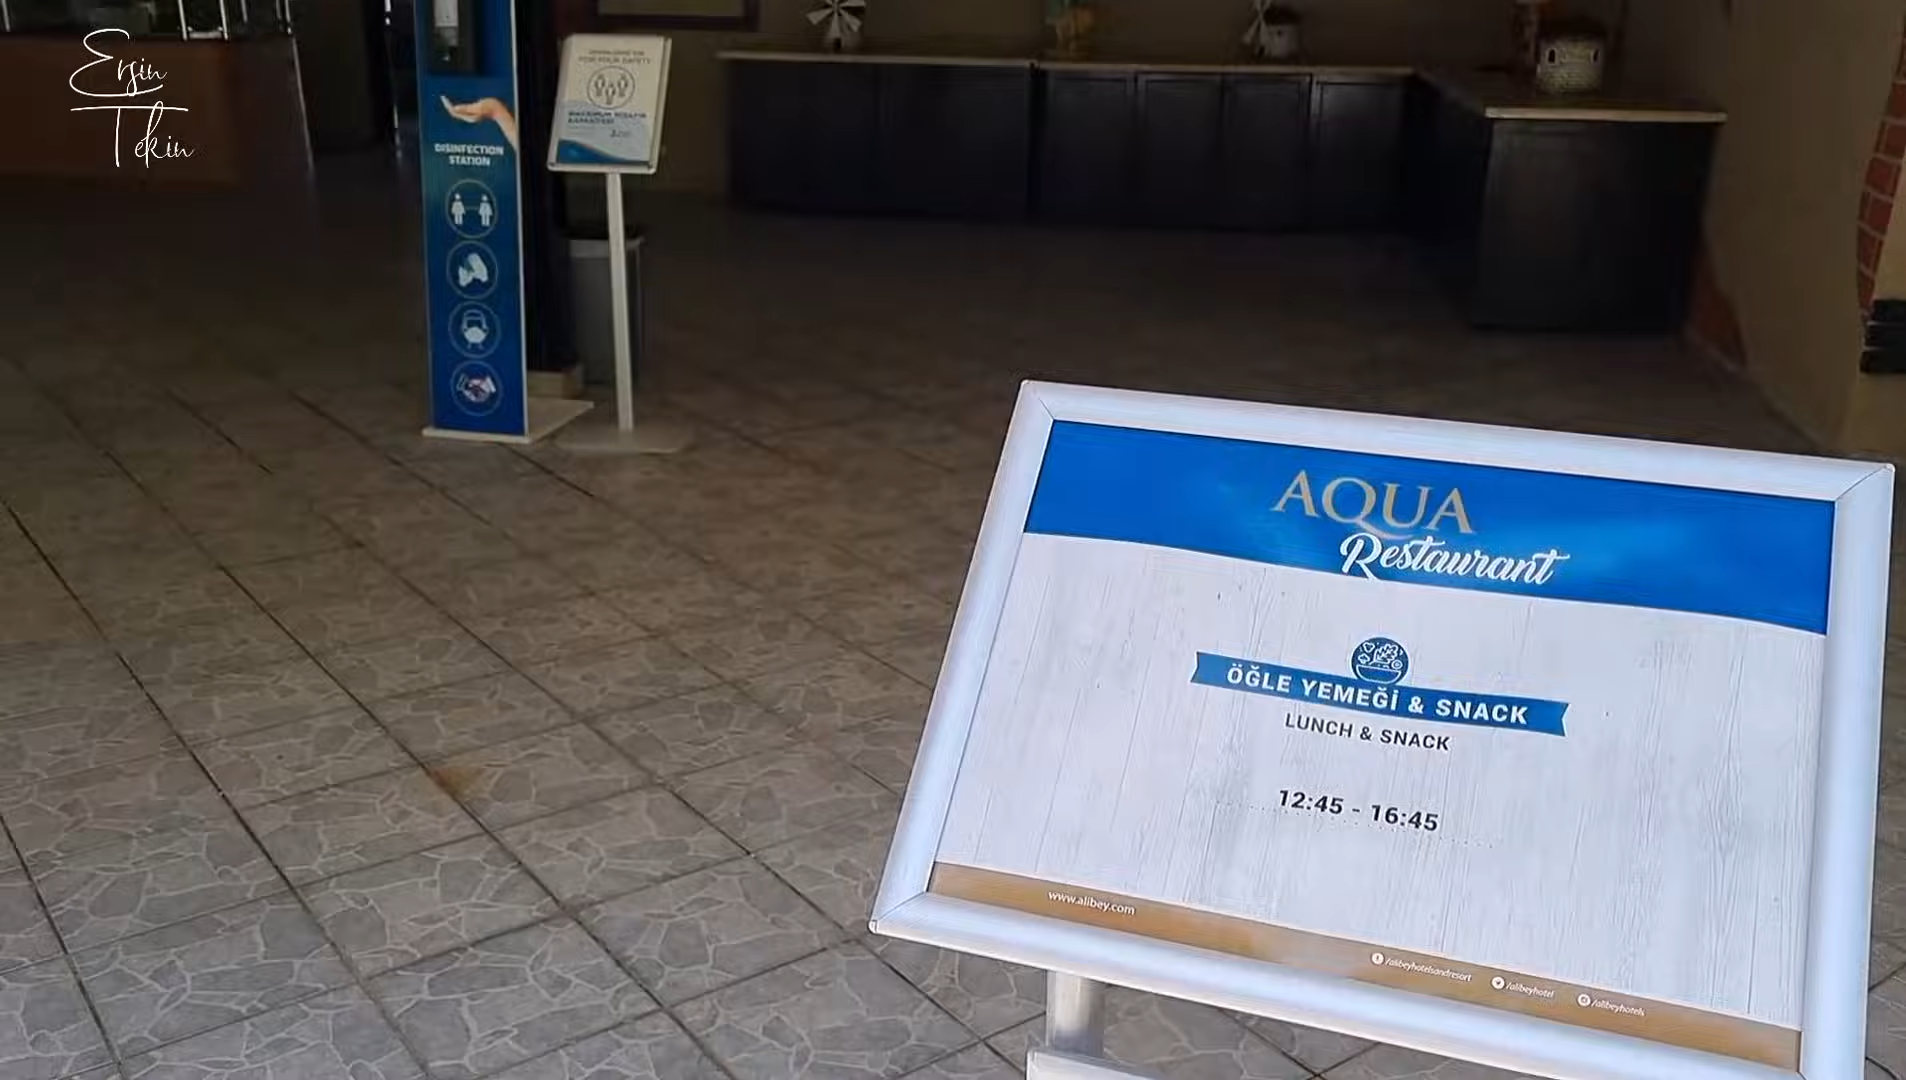 Ersin
Tekin
DISINFECTION
STATION
FOR YOUR SAFETY
AQUA
Restaurant
ÖĞLE YEMEĞİ & SNACK
LUNCH & SNACK
12:45 - 16:45
www.alibey.com
/alibeyhotelsandresort
/alibeyhotel
/alibeyhotels